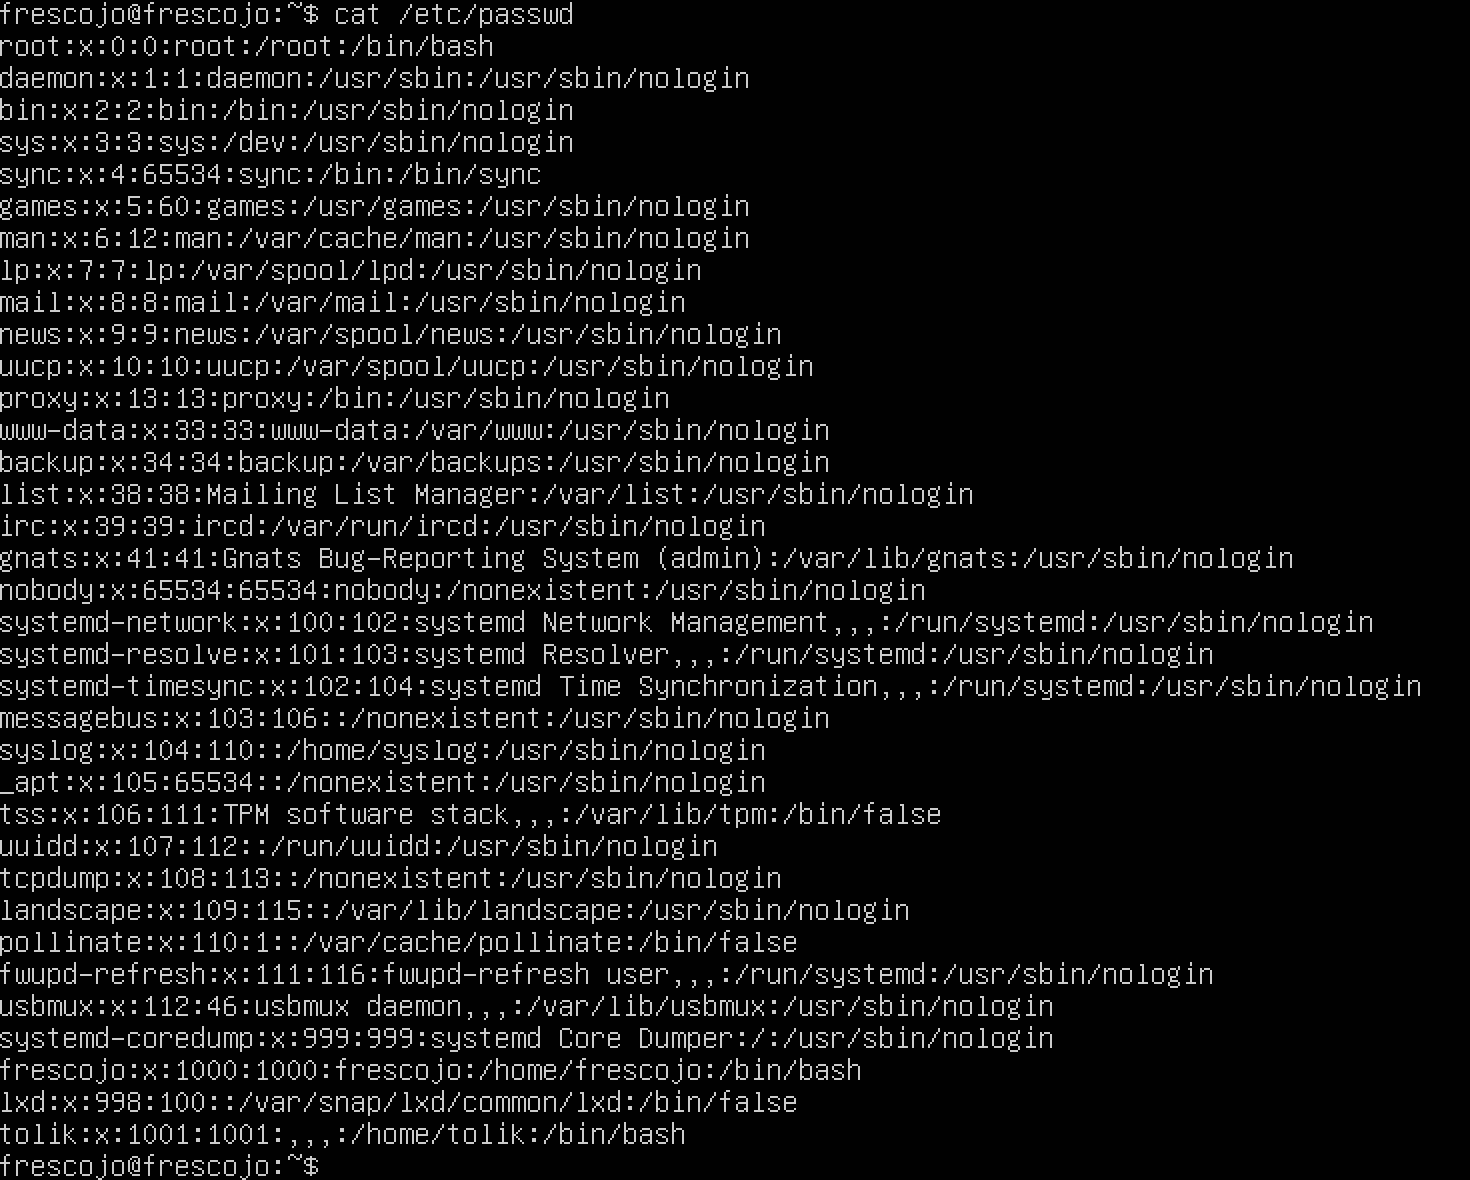 frescojo@frescojo:~$ cat /etc/passwd
root:x:0:0:root:/root:/bin/bash
daemon:x:1:1:daemon:/usr/sbin:/usr/sbin/nologin
bin:x:2:2:bin:/bin:/usr/sbin/nologin
sys:x:3:3:sys:/dev:/usr/sbin/nologin
sync:x:4:65534:sync:/bin:/bin/sync
games:x:5:60:games:/usr/games:/usr/sbin/nologin
man:x:6:12:man:/var/cache/man:/usr/sbin/nologin
lp:x:7:7:lp:/var/spool/lpd:/usr/sbin/nologin
mail:x:8:8:mail:/var/mail:/usr/sbin/nologin
news:x:9:9:news:/var/spool/news:/usr/sbin/nologin
uucp:x:10:10:uucp:/var/spool/uucp:/usr/sbin/nologin
proxy:x:13:13:proxy:/bin:/usr/sbin/nologin
www-data:x:33:33:www-data:/var/www:/usr/sbin/nologin
backup:x:34:34:backup:/var/backups:/usr/sbin/nologin
list:x:38:38:Mailing List Manager:/var/list:/usr/sbin/nologin
irc:x:39:39:ircd:/var/run/ircd:/usr/sbin/nologin
gnats:x:41:41:Gnats Bug-Reporting System (admin):/var/lib/gnats:/usr/sbin/nologin
nobody:x:65534:65534:nobody:/nonexistent:/usr/sbin/nologin
systemd-network:x:100:102:systemd Network Management,,,:/run/systemd:/usr/sbin/nologin
systemd-resolve:x:101:103:systemd Resolver,,,:/run/systemd:/usr/sbin/nologin
systemd-timesync:x:102:104:systemd Time Synchronization,,,:/run/systemd:/usr/sbin/nologin
messagebus:x:103:106::/nonexistent:/usr/sbin/nologin
syslog:x:104:110::/home/syslog:/usr/sbin/nologin
_apt:x:105:65534::/nonexistent:/usr/sbin/nologin
tss:x:106:111:TPM software stack,,,:/var/lib/tpm:/bin/false
uuidd:x:107:112::/run/uuidd:/usr/sbin/nologin
tcpdump:x:108:113::/nonexistent:/usr/sbin/nologin
landscape:x:109:115::/var/lib/landscape:/usr/sbin/nologin
pollinate:x:110:1::/var/cache/pollinate:/bin/false
fwupd-refresh:x:111:116:fwupd-refresh user,,,:/run/systemd:/usr/sbin/nologin
usbmux:x:112:46:usbmux daemon,,,:/var/lib/usbmux:/usr/sbin/nologin
systemd-coredump:x:999:999:systemd Core Dumper:/:/usr/sbin/nologin
frescojo:x:1000:1000:frescojo:/home/frescojo:/bin/bash
lxd:x:998:100::/var/snap/lxd/common/lxd:/bin/false
tolik:x:1001:1001:,,,:/home/tolik:/bin/bash
frescojo@frescojo:~$